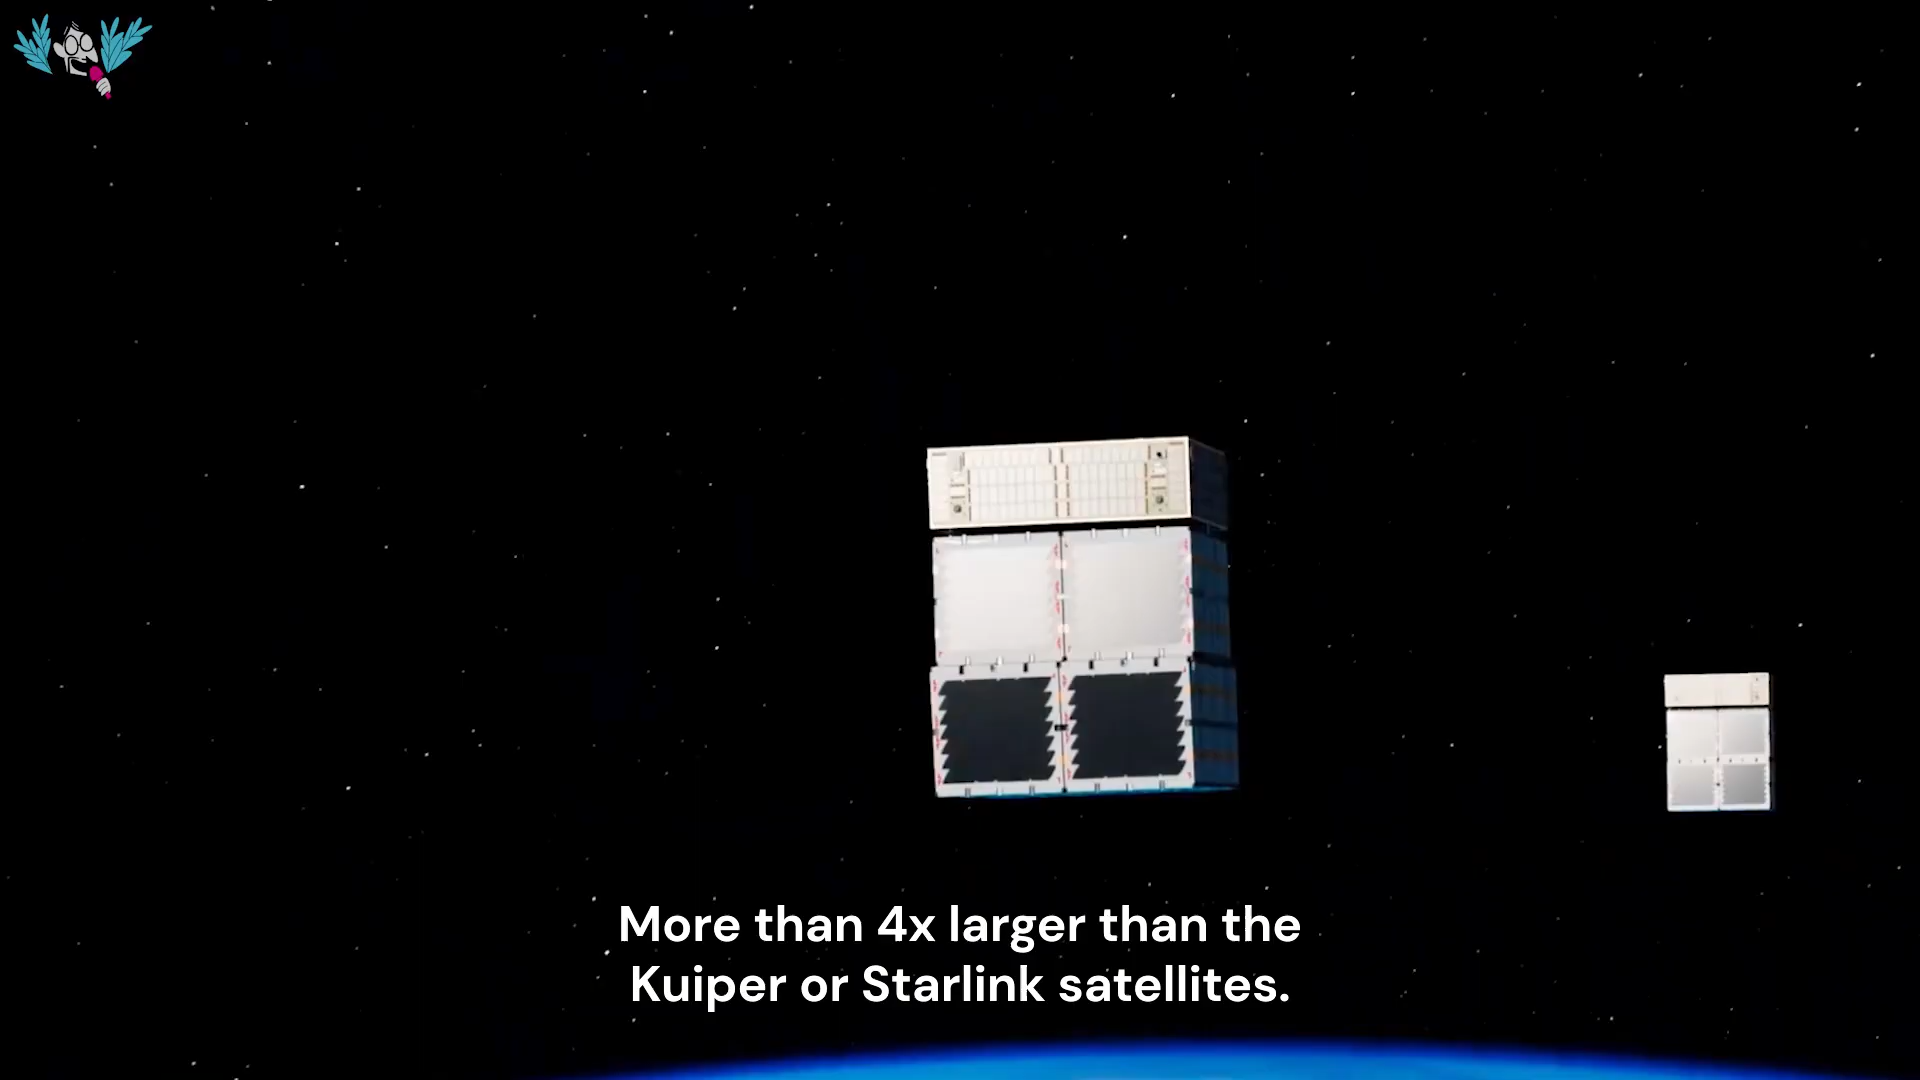 More than 4x larger than the
Kuiper or Starlink satellites.